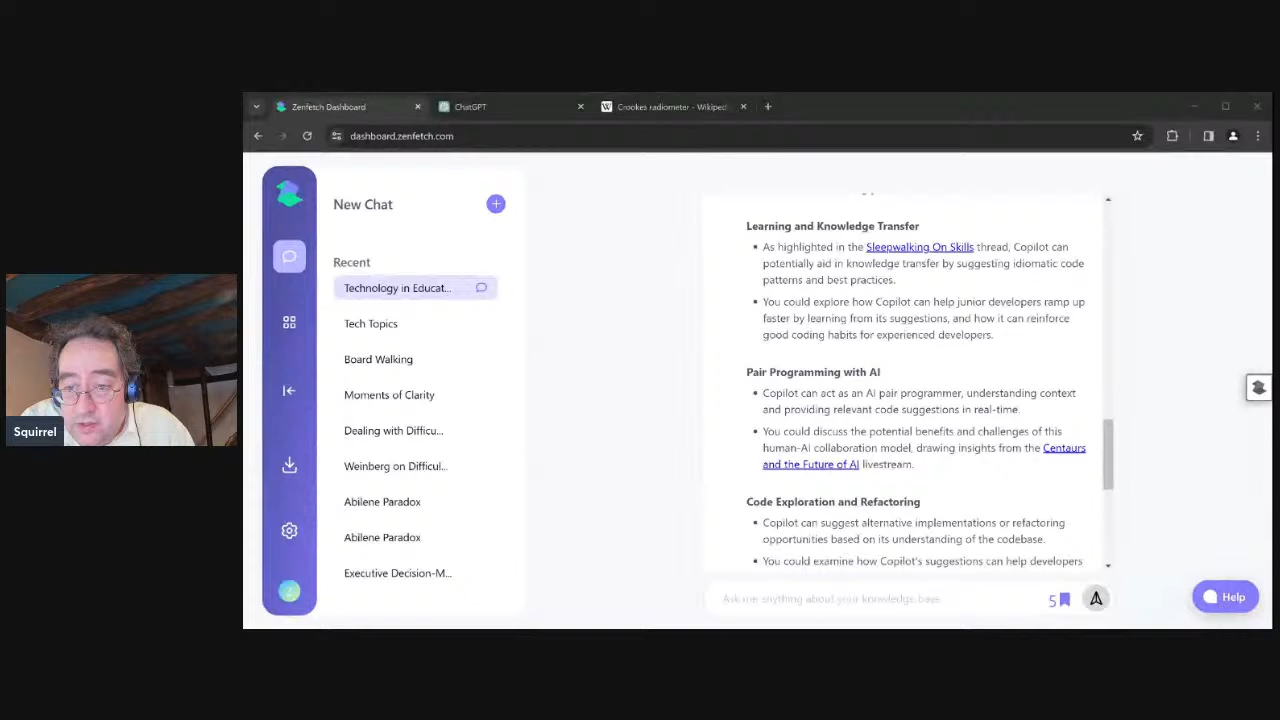 Zenfetch Dashboard
ChatGPT
Crookes radiometer - Wikiped
dashboard.zenfetch.com
New Chat
Recent
Technology in Educat...
Tech Topics
Board Walking
Moments of Clarity
Dealing with Difficu...
Weinberg on Difficul...
Abilene Paradox
Abilene Paradox
Executive Decision-M...
Learning and Knowledge Transfer
As highlighted in the Sleepwalking On Skills thread, Copilot can
potentially aid in knowledge transfer by suggesting idiomatic code
patterns and best practices.
You could explore how Copilot can help junior developers ramp up
faster by learning from its suggestions, and how it can reinforce
good coding habits for experienced developers.
Pair Programming with AI
Copilot can act as an AI pair programmer, understanding context
and providing relevant code suggestions in real-time.
You could discuss the potential benefits and challenges of this
human-AI collaboration model, drawing insights from the Centaurs
and the Future of AI livestream.
Code Exploration and Refactoring
Copilot can suggest alternative implementations or refactoring
opportunities based on its understanding of the codebase.
You could examine how Copilot's suggestions can help developers
Ask me anything about your knowledge base
5
Help
Squirrel